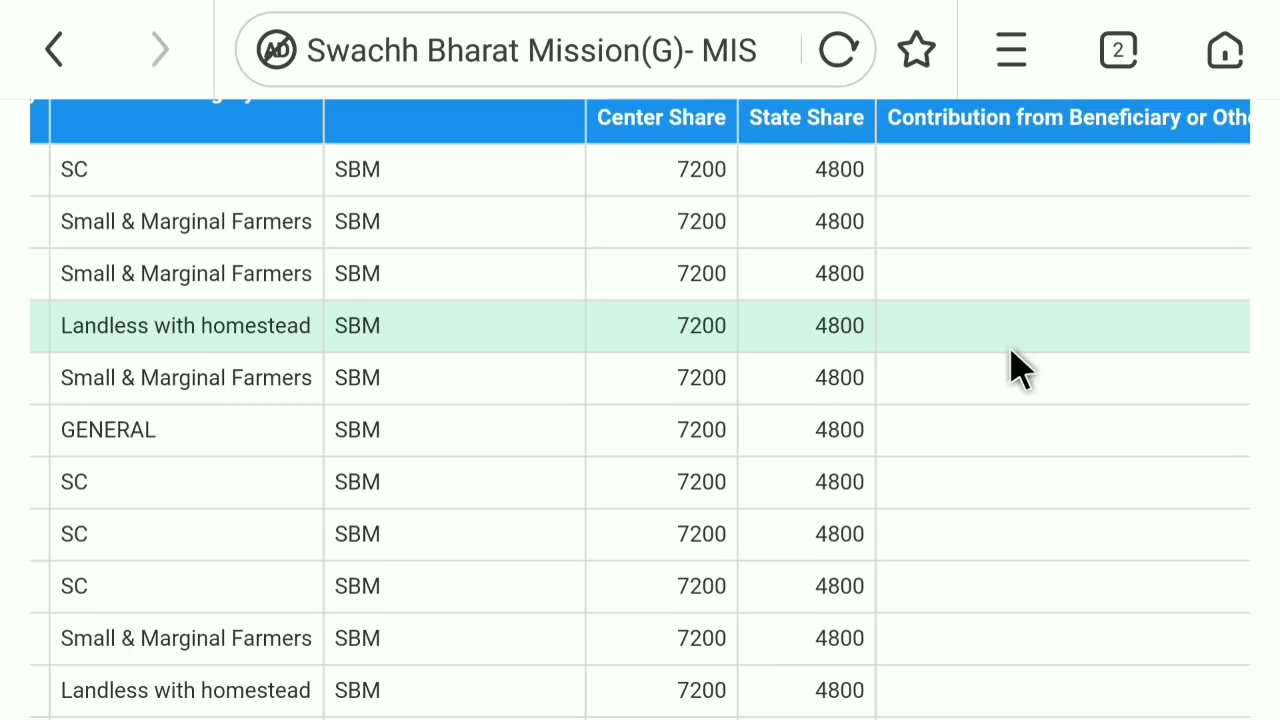 Swachh Bharat Mission(G)- MIS
2
Center Share State Share Contribution from Beneficiary or Othe
SC SBM 7200 4800
Small & Marginal Farmers SBM 7200 4800
Small & Marginal Farmers SBM 7200 4800
Landless with homestead SBM 7200 4800
Small & Marginal Farmers SBM 7200 4800
GENERAL SBM 7200 4800
SC SBM 7200 4800
SC SBM 7200 4800
SC SBM 7200 4800
Small & Marginal Farmers SBM 7200 4800
Landless with homestead SBM 7200 4800